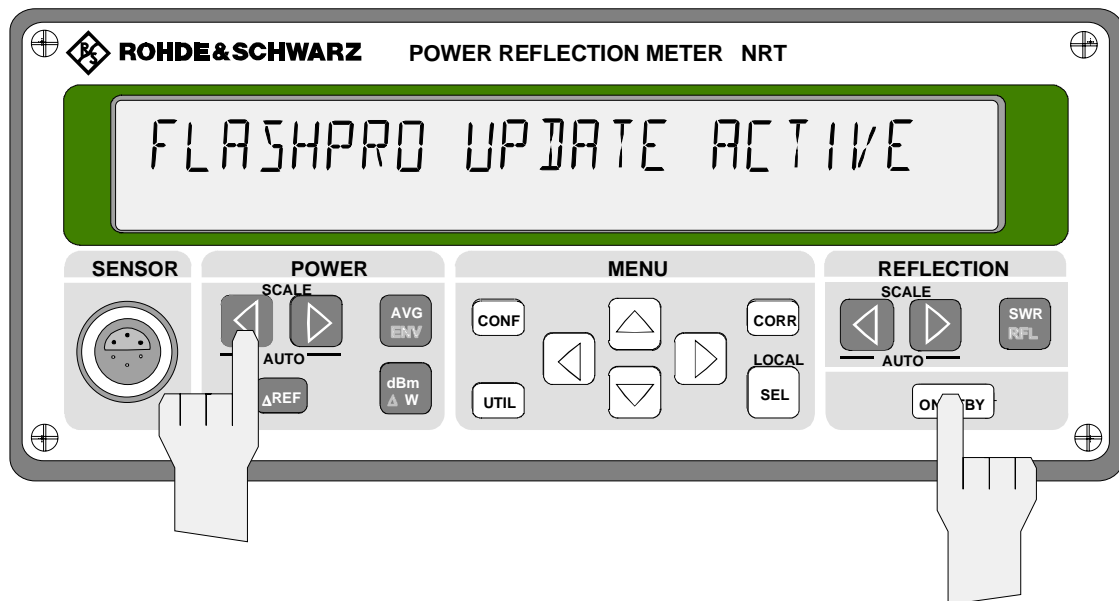 ROHDE&SCHWARZ POWER REFLECTION METER NRT
FLASHPRO UPDATE ACTIVE
SENSOR
POWER
SCALE
AVG
ENV
AUTO
ΔREF
dBm
Δ W
MENU
CONF
CORR
LOCAL
UTIL
SEL
REFLECTION
SCALE
SWR
RFL
AUTO